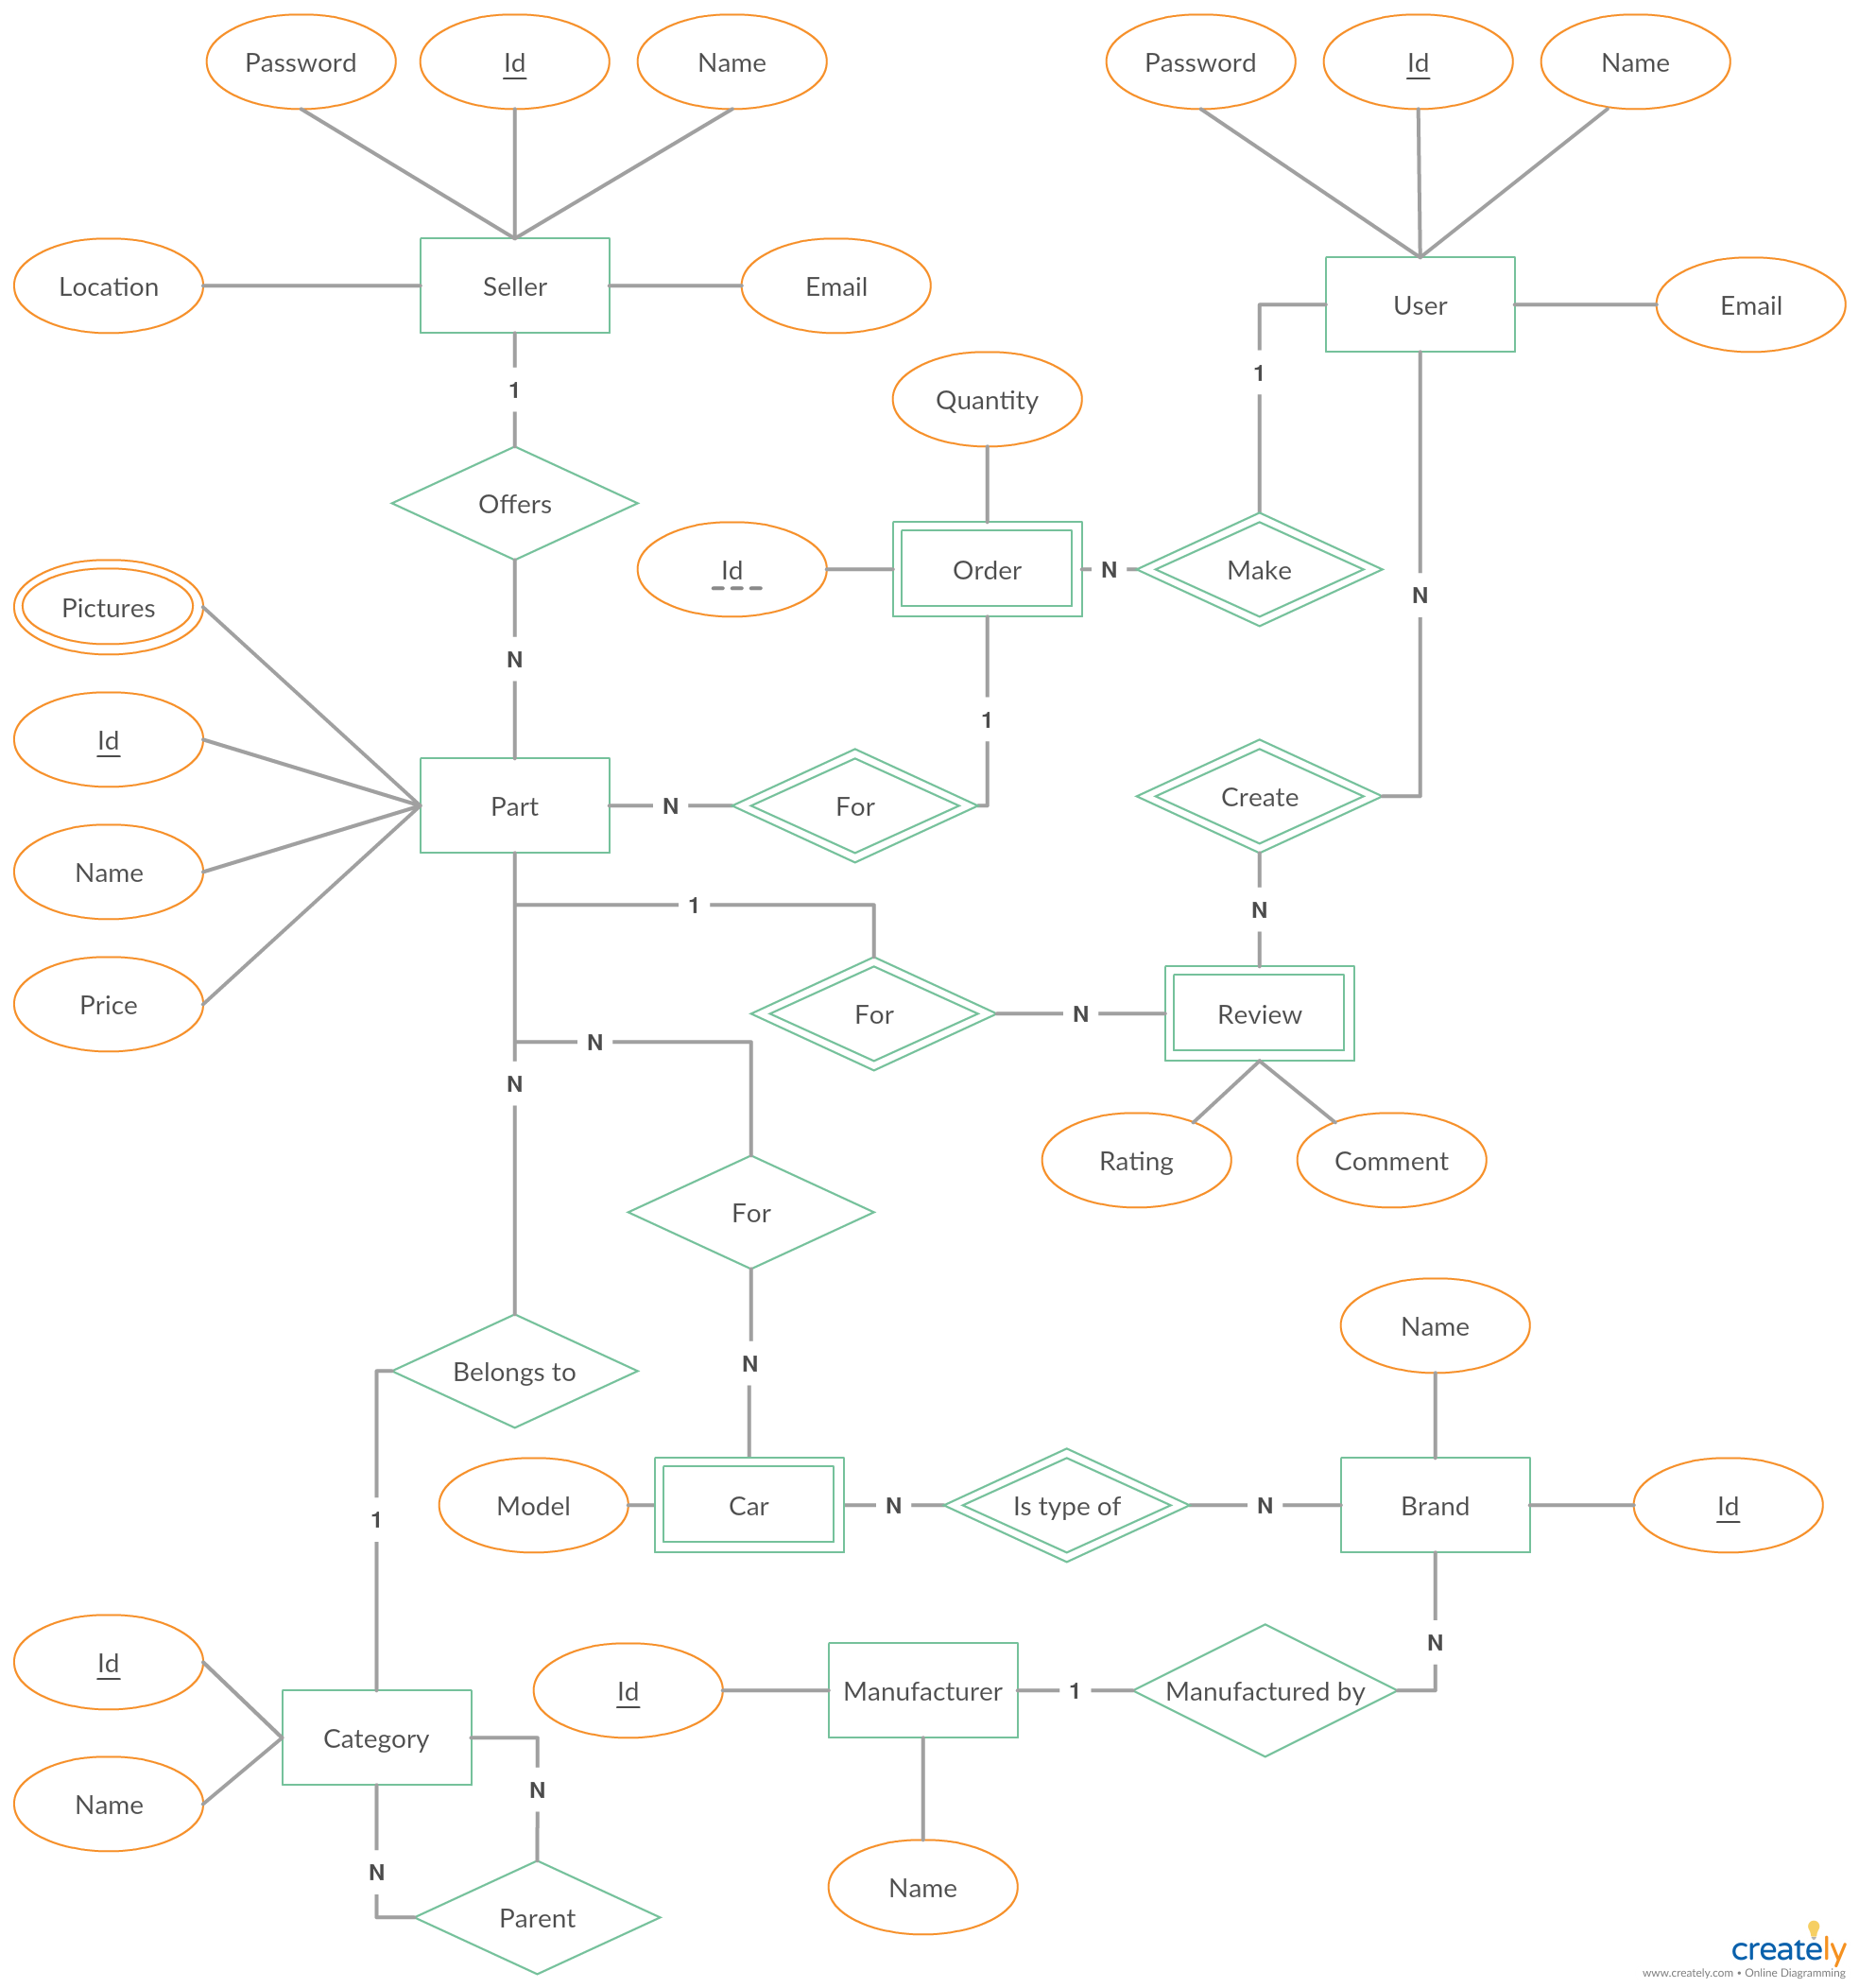 Password
Id
Name
Password
Id
Name
Location
Seller
Email
User
Email
1
1
Quantity
Offers
Id
Order
N
Make
N
Pictures
N
1
Id
Part
N
For
Create
Name
1
N
Price
For
N
Review
N
N
Rating
Comment
For
Name
N
Belongs to
Model
Car
N
Is type of
N
Brand
Id
1
N
Id
Id
Manufacturer
1
Manufactured by
Category
N
Name
N
Name
Parent
creately
www.creately.com • Online Diagramming